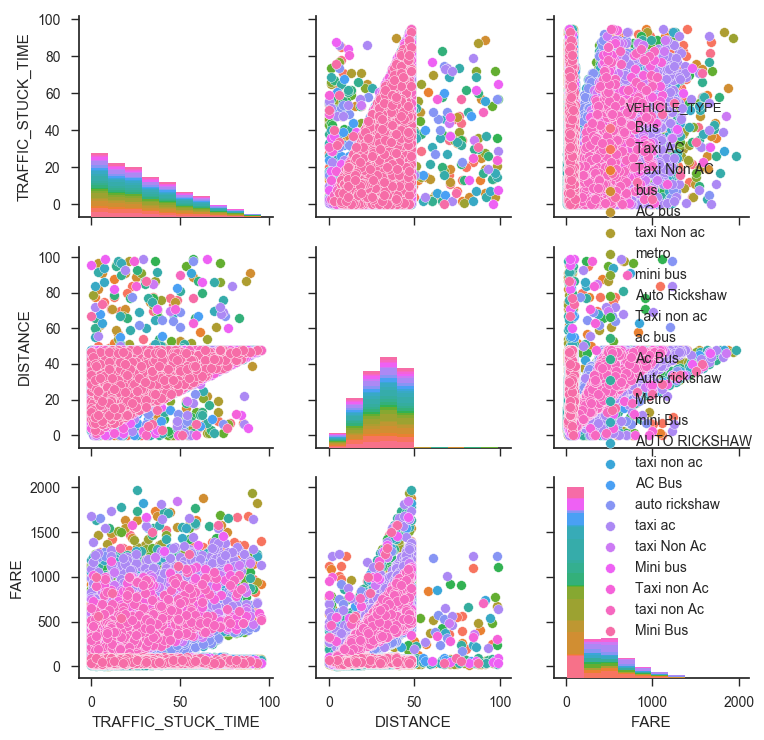 100
80
60
40
20
0
TRAFFIC_STUCK_TIME
VEHICLE_TYPE
Bus
Taxi AC
Taxi Non AC
bus
AC bus
taxi Non ac
metro
mini bus
Auto Rickshaw
Taxi non ac
ac bus
Ac Bus
Auto rickshaw
Metro
mini Bus
AUTO RICKSHAW
taxi non ac
AC Bus
auto rickshaw
taxi ac
taxi Non Ac
Mini bus
Taxi non Ac
taxi non Ac
Mini Bus
100
80
60
40
20
0
DISTANCE
2000
1500
1000
500
0
FARE
0 50 100
0 50 100
0 1000 2000
TRAFFIC_STUCK_TIME
DISTANCE
FARE